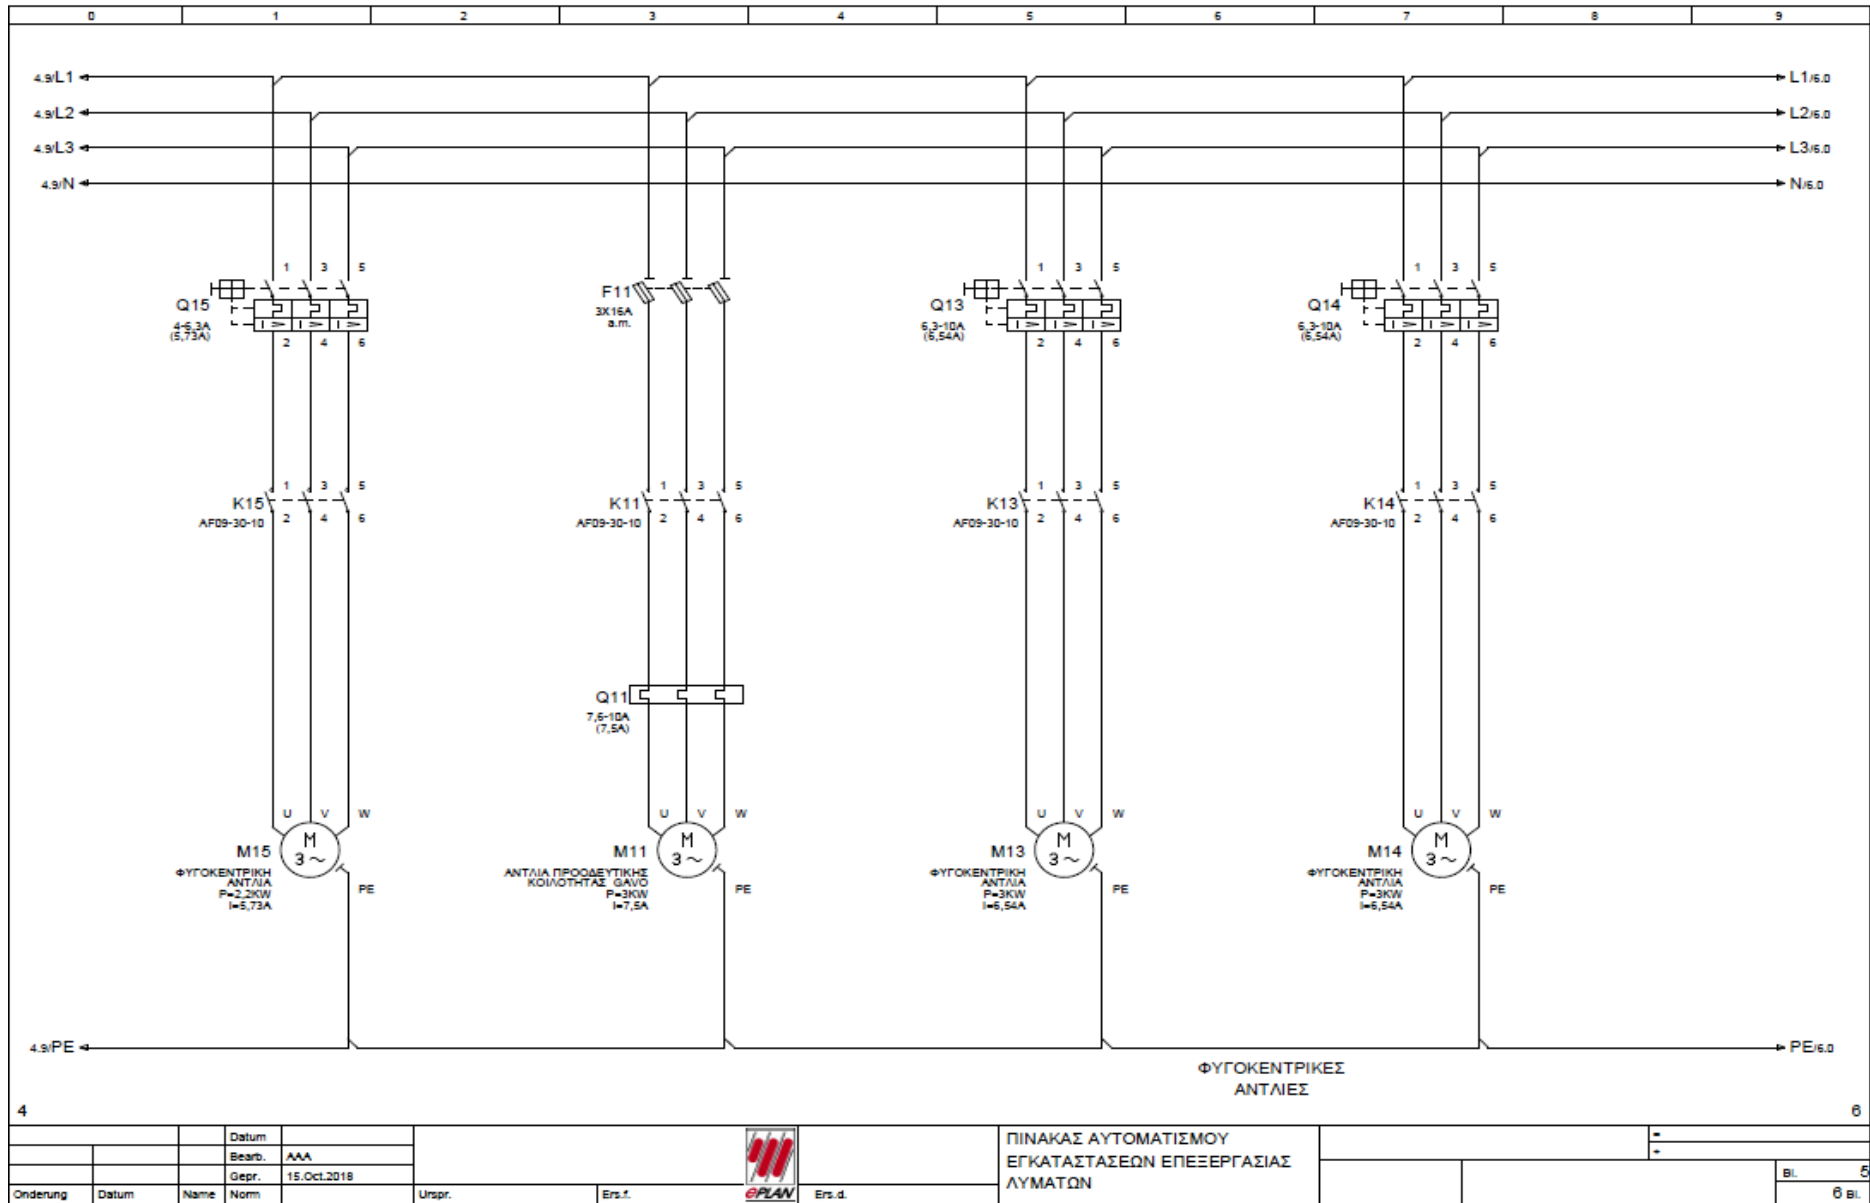 0 1 2 3 4 5 6 7 8 9
4.9/L1 L1/6.0
4.9/L2 L2/6.0
4.9/L3 L3/6.0
4.9/N N/6.0
1 3 5 1 3 5 1 3 5
Q15 F11 Q13 Q14
4-6,3A 3X16A 6,3-10A 6,3-10A
(5,73A) a.m. (6,54A) (6,54A)
I > I > I > I > I > I > I > I > I >
2 4 6 2 4 6 2 4 6
1 3 5 1 3 5 1 3 5 1 3 5
K15 K11 K13 K14
AF09-30-10 2 4 6 AF09-30-10 2 4 6 AF09-30-10 2 4 6 AF09-30-10 2 4 6
Q11
7,6-10A
(7,5A)
U V W U V W U V W U V W
M M M M
M15 3 ~ M11 3 ~ M13 3 ~ M14 3 ~
ΦΥΓΟΚΕΝΤΡΙΚΗ ΑΝΤΛΙΑ ΠΡΟΟΔΕΥΤΙΚΗΣ ΦΥΓΟΚΕΝΤΡΙΚΗ ΦΥΓΟΚΕΝΤΡΙΚΗ
ΑΝΤΛΙΑ ΚΟΙΛΟΤΗΤΑΣ GAVO ΑΝΤΛΙΑ ΑΝΤΛΙΑ
P=2,2KW PE P=3KW PE P=3KW PE P=3KW PE
I=5,73A I=7,5A I=6,54A I=6,54A
4.9/PE PE/6.0
ΦΥΓΟΚΕΝΤΡΙΚΕΣ
ΑΝΤΛΙΕΣ
4 6
Datum
Bearb. AAA
Gepr. 15.Oct.2018
Onderung Datum Name Norm Urspr. Ers.f. ePLAN Ers.d.
ΠΙΝΑΚΑΣ ΑΥΤΟΜΑΤΙΣΜΟΥ
ΕΓΚΑΤΑΣΤΑΣΕΩΝ ΕΠΕΞΕΡΓΑΣΙΑΣ
ΛΥΜΑΤΩΝ
=
+
Bl. 5
6 Bl.